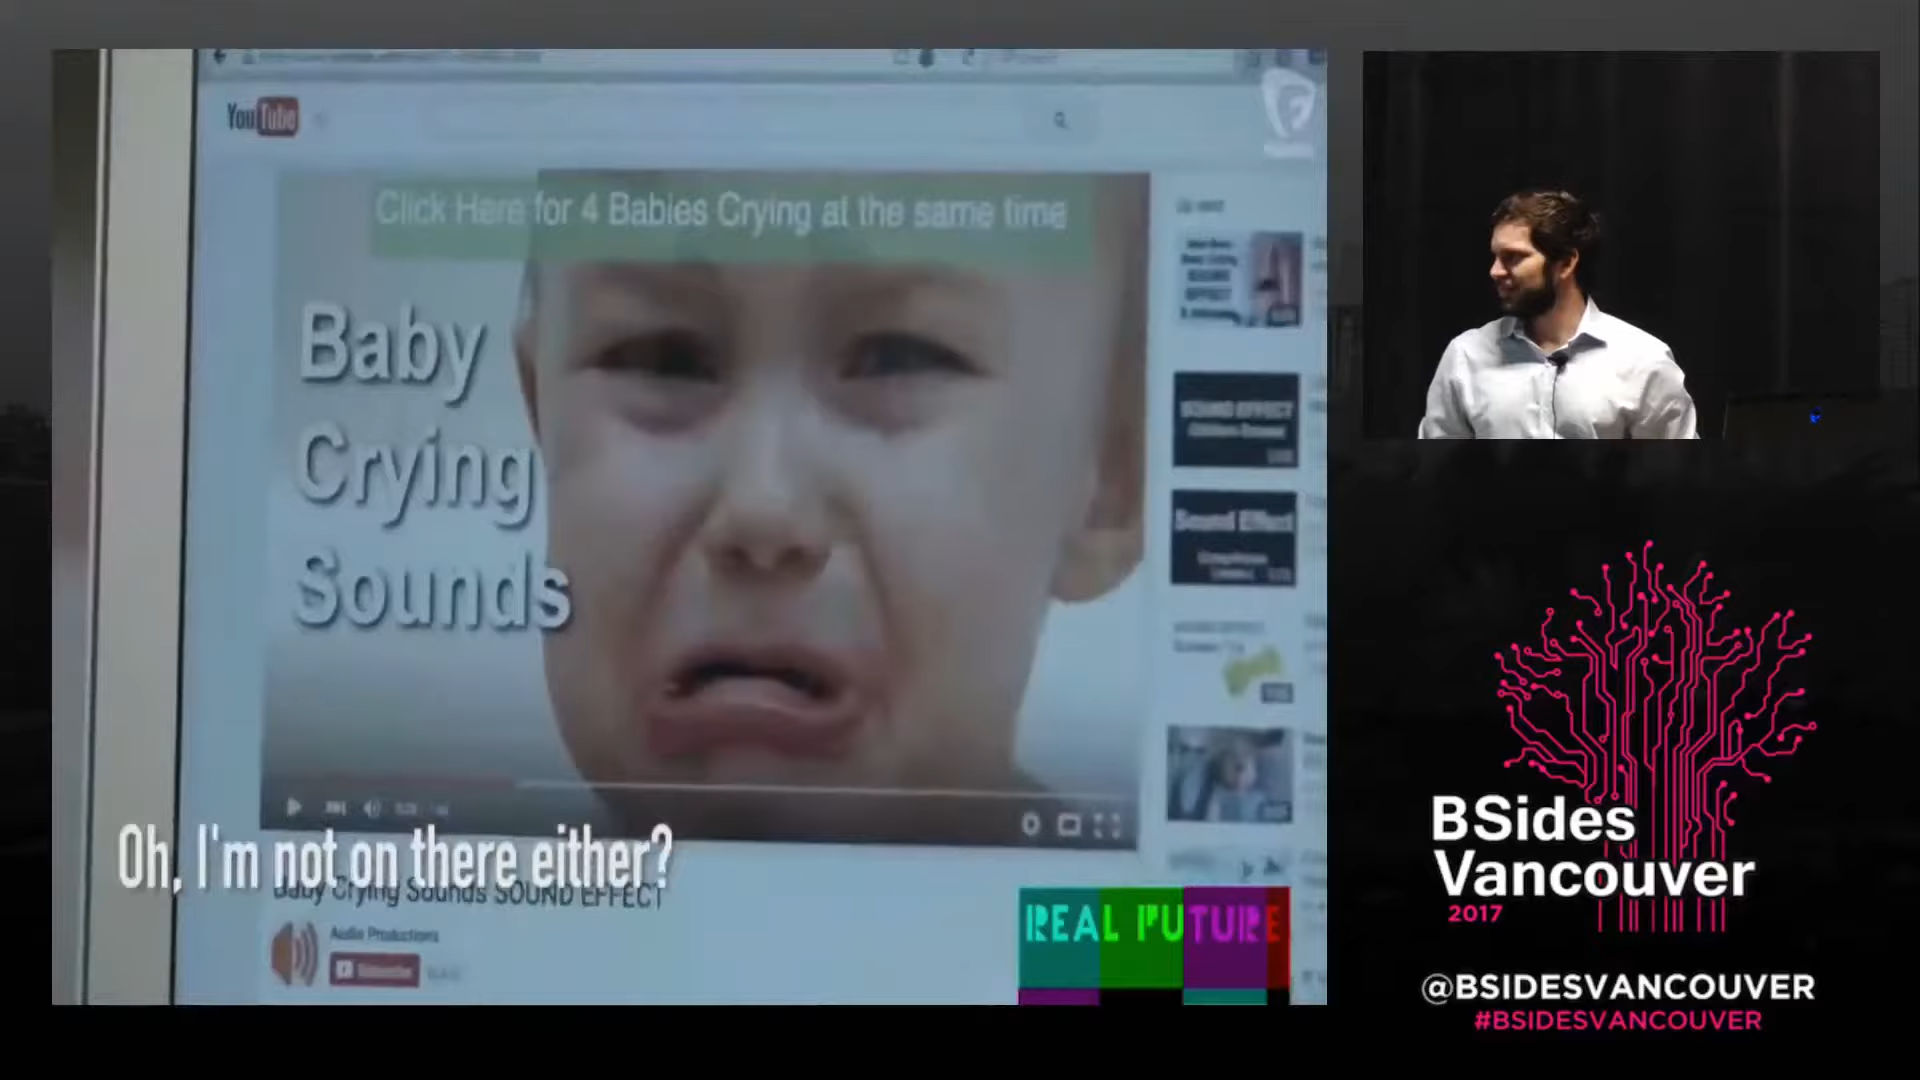 YouTube
Click Here for 4 Babies Crying at the same time
Baby
Crying
Sounds
Up next
SOUND EFFECT
Sound Effect
Oh, I'm not on there either?
Baby Crying Sounds SOUND EFFECT
Audio Productions
Subscribe
REAL FUTURE
BSides
Vancouver
2017
@BSIDESVANCOUVER
#BSIDESVANCOUVER